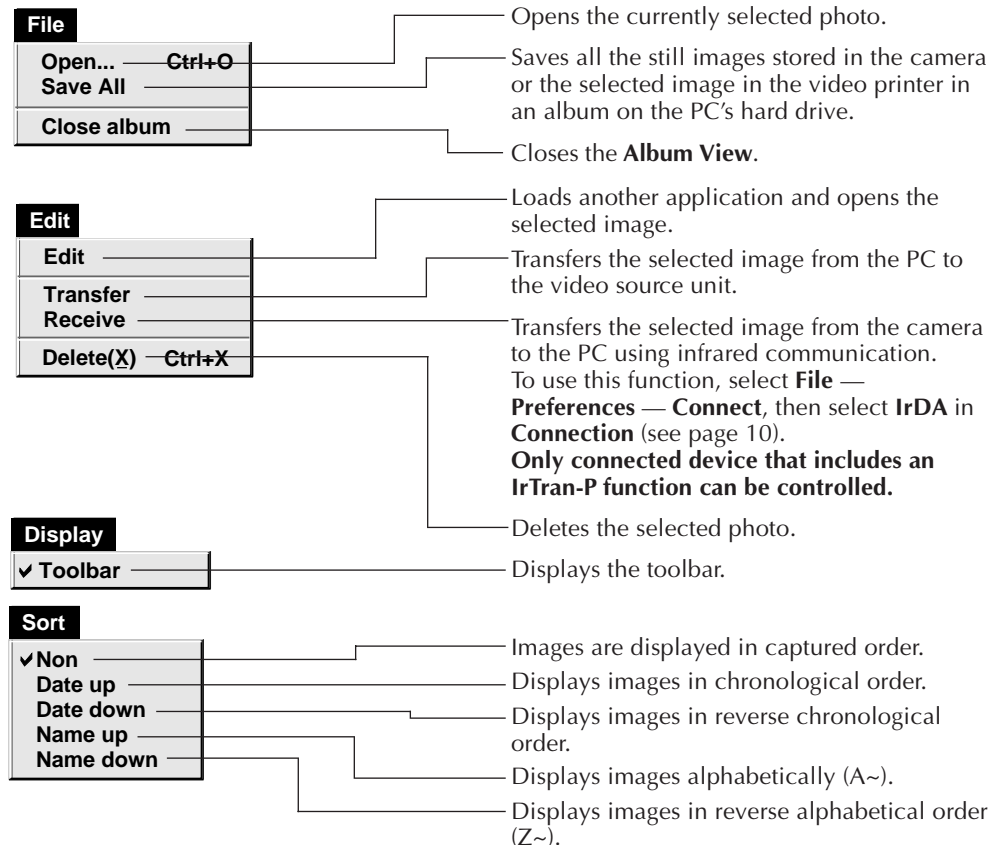 File
Opens the currently selected photo.
Open... Ctrl+O
Saves all the still images stored in the camera
or the selected image in the video printer in
an album on the PC’s hard drive.
Save All
Close album
Closes the Album View.
Loads another application and opens the
selected image.
Edit
Edit
Transfers the selected image from the PC to
the video source unit.
Transfer
Receive
Transfers the selected image from the camera
to the PC using infrared communication.
To use this function, select File —
Preferences — Connect, then select IrDA in
Connection (see page 10).
Only connected device that includes an
IrTran-P function can be controlled.
Delete(X) Ctrl+X
Deletes the selected photo.
Display
Toolbar
Displays the toolbar.
Sort
Non
Images are displayed in captured order.
Date up
Displays images in chronological order.
Date down
Displays images in reverse chronological
order.
Name up
Displays images alphabetically (A~).
Name down
Displays images in reverse alphabetical order
(Z~).